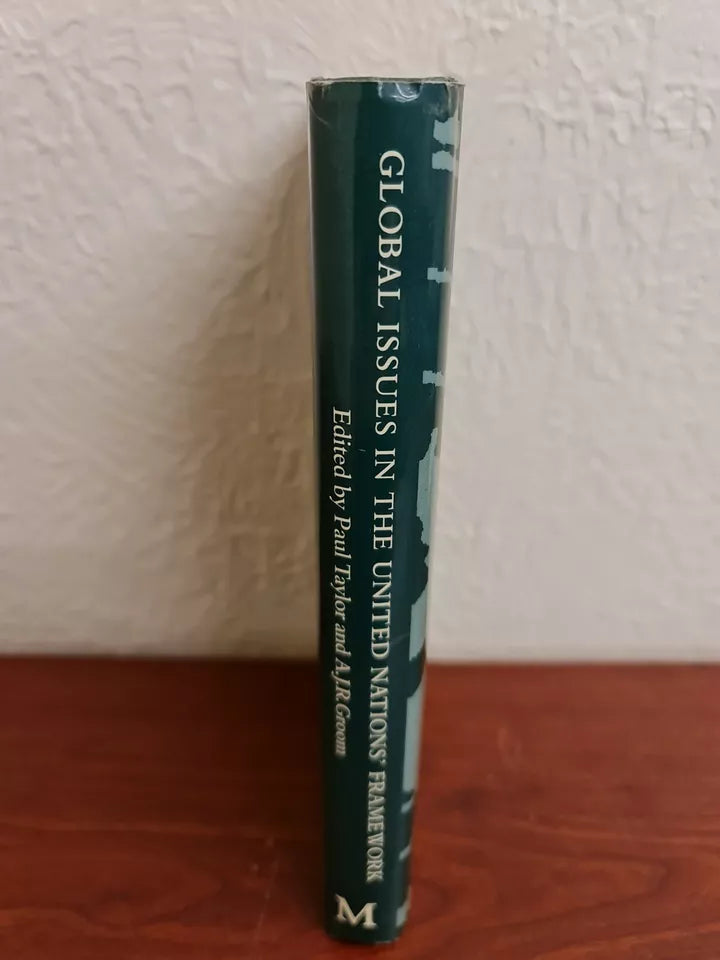 GLOBAL ISSUES IN THE UNITED NATIONS' FRAMEWORK
Edited by Paul Taylor and A.J.R. Groom
M